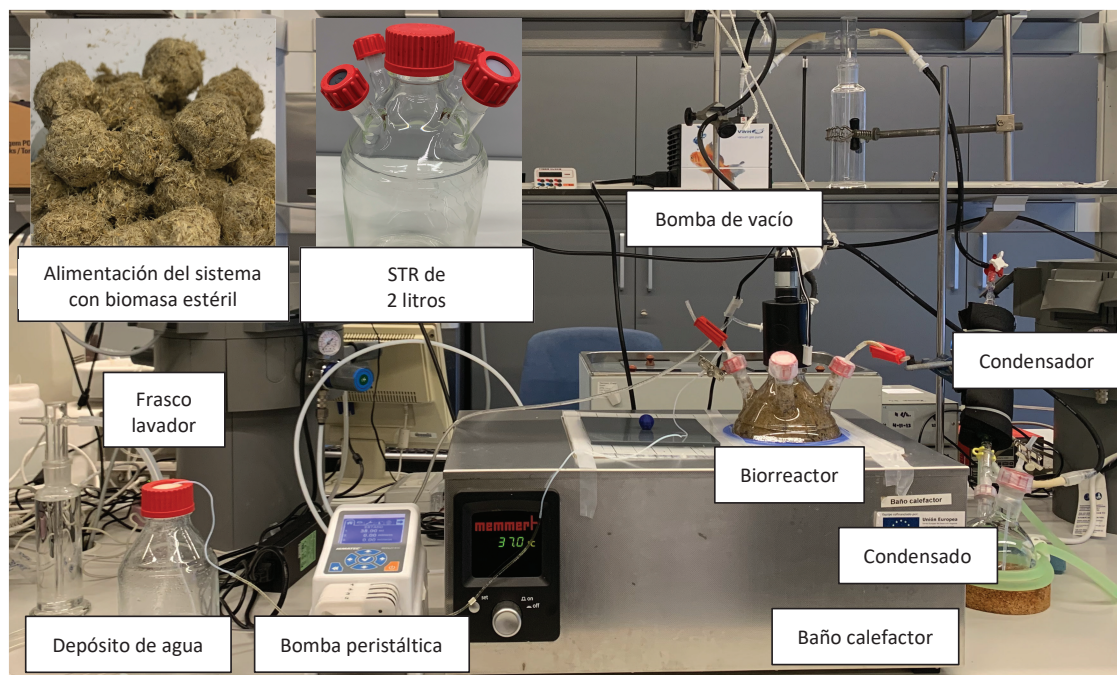 Alimentación del sistema
con biomasa estéril
STR de
2 litros
Bomba de vacío
Condensador
Frasco
lavador
Biorreactor
Baño calefactor
Unión Europea
Condensado
memmert
37.0 °C
set
on
off
Depósito de agua
Bomba peristáltica
Baño calefactor